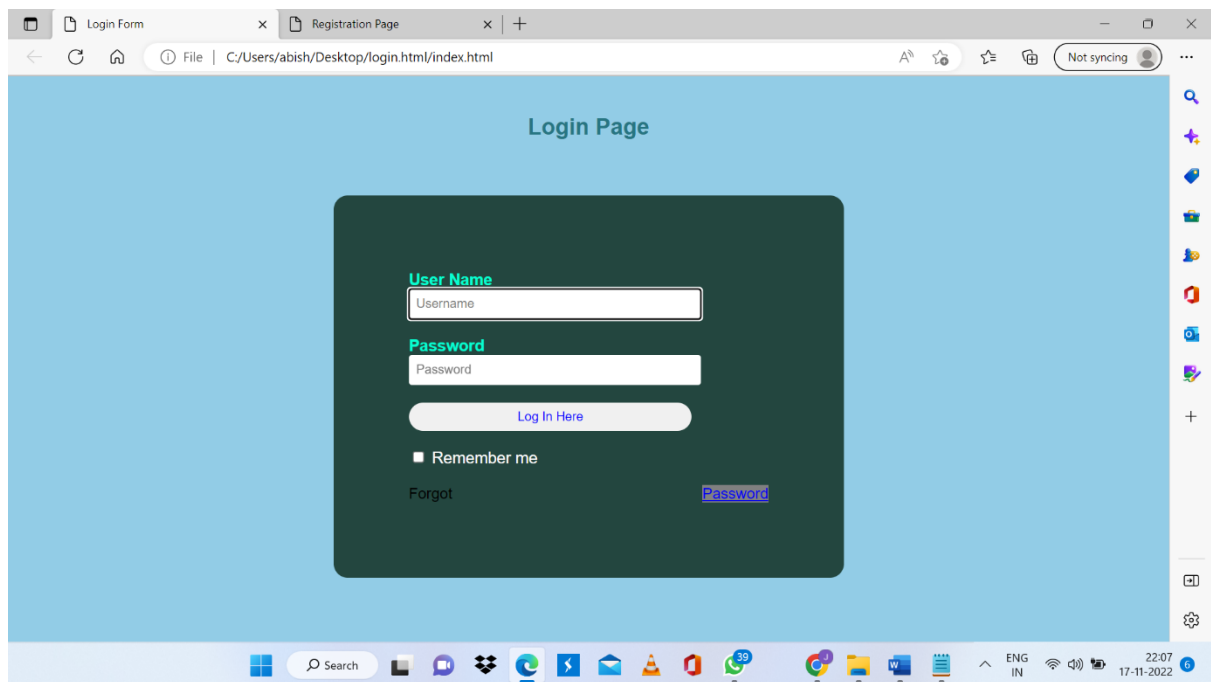 Login Form
Registration Page
File | C:/Users/abish/Desktop/login.html/index.html
Not syncing
Login Page
User Name
Username
Password
Password
Log In Here
Remember me
Forgot Password
Search
39
ENG
IN
22:07
17-11-2022
6